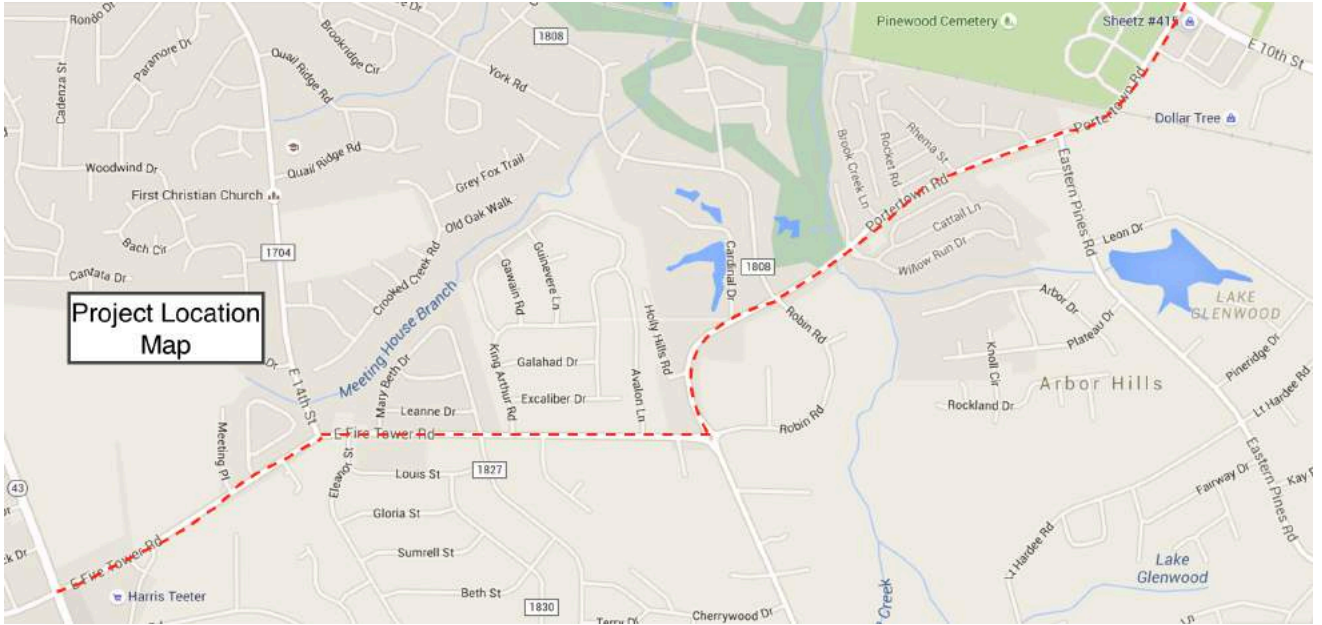 Rondo Dr
Paramore Dr
Cadenza St
Brookridge Cir
Quail Ridge Rd
1808
York Rd
Pinewood Cemetery
Sheetz #415
E 10th St
Portertown Rd
Dollar Tree
Woodwind Dr
Quail Ridge Rd
First Christian Church
Grey Fox Trail
Old Oak Walk
Brook Creek Ln
Rocket Rd
Rhema St
Portertown Rd
Cattail Ln
Willow Run Dr
Eastern Pines Rd
Leon Dr
Bach Cir
1704
Cantata Dr
Crooked Creek Rd
Guinevere Ln
Gawain Rd
Cardinal Dr
1808
Project Location
Map
Meeting House Branch
Holly Hills Rd
Robin Rd
Arbor Dr
Plateau Dr
LAKE
GLENWOOD
E 14th St
Mary Beth Dr
King Arthur Rd
Galahad Dr
Excaliber Dr
Avalon Ln
Knoll Cir
Arbor Hills
Pineridge Dr
Lt Hardee Rd
Leanne Dr
Rockland Dr
Robin Rd
Meeting Pl
E Fire Tower Rd
Eleanor St
Louis St
1827
Gloria St
Fairway Dr
Eastern Pines Rd
43
Sumrell St
E Fire Tower Rd
Lt Hardee Rd
Lake
Glenwood
Harris Teeter
Beth St
1830
Terry D
Cherrywood Dr
Creek
Ln